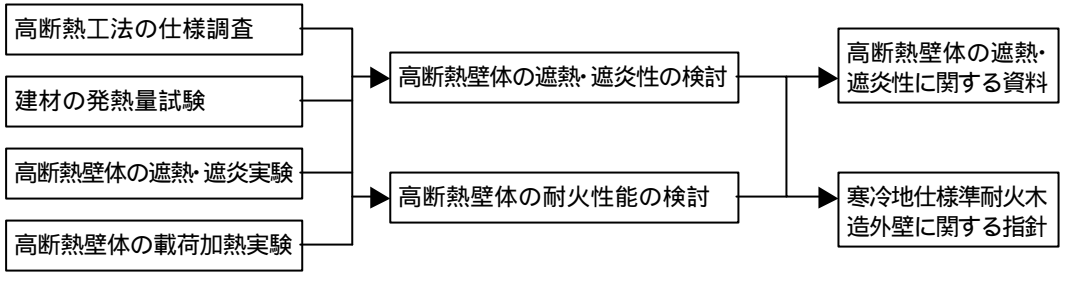 高断熱工法の仕様調査
建材の発熱量試験
高断熱壁体の遮熱・遮炎実験
高断熱壁体の載荷加熱実験
高断熱壁体の遮熱・遮炎性の検討
高断熱壁体の耐火性能の検討
高断熱壁体の遮熱・
遮炎性に関する資料
寒冷地仕様準耐火木
造外壁に関する指針